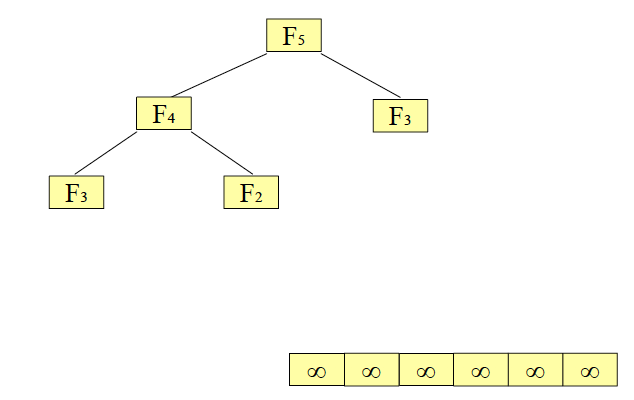 F₅
F₄ F₃
F₃ F₂
∞ ∞ ∞ ∞ ∞ ∞